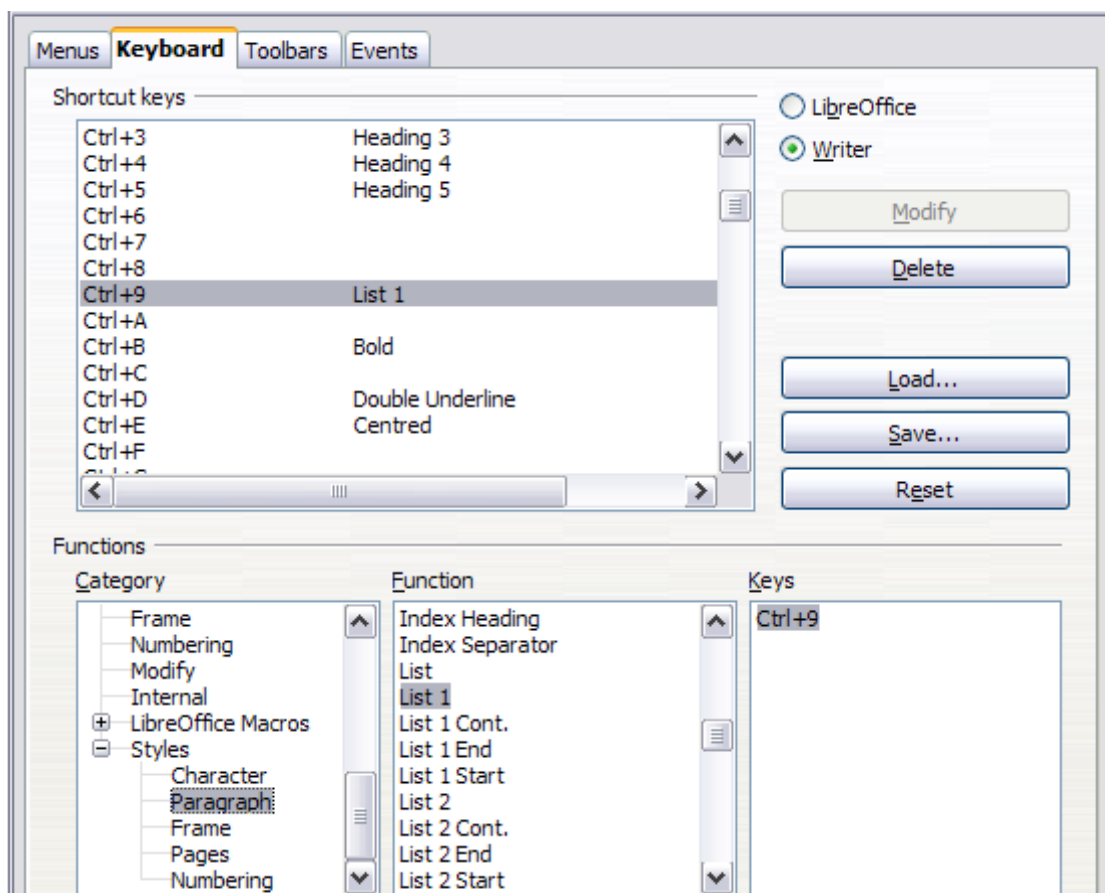 Menus Keyboard Toolbars Events
Shortcut keys
Ctrl+3 Heading 3
Ctrl+4 Heading 4
Ctrl+5 Heading 5
Ctrl+6
Ctrl+7
Ctrl+8
Ctrl+9 List 1
Ctrl+A
Ctrl+B Bold
Ctrl+C
Ctrl+D Double Underline
Ctrl+E Centred
Ctrl+F
LibreOffice
Writer
Modify
Delete
Load...
Save...
Reset
Functions
Category
Frame
Numbering
Modify
Internal
LibreOffice Macros
Styles
Character
Paragraph
Frame
Pages
Numbering
Function
Index Heading
Index Separator
List
List 1
List 1 Cont.
List 1 End
List 1 Start
List 2
List 2 Cont.
List 2 End
List 2 Start
Keys
Ctrl+9